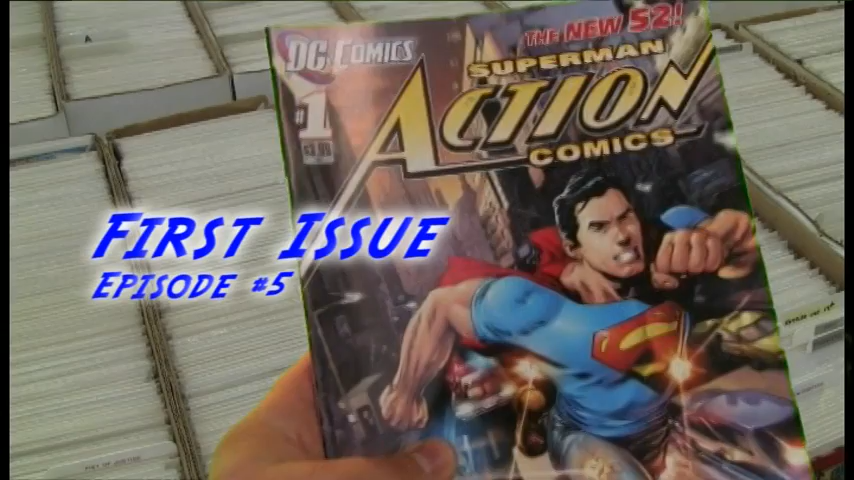 THE NEW 52!
DC COMICS
SUPERMAN
ACTION
COMICS
#1
FIRST ISSUE
EPISODE #5